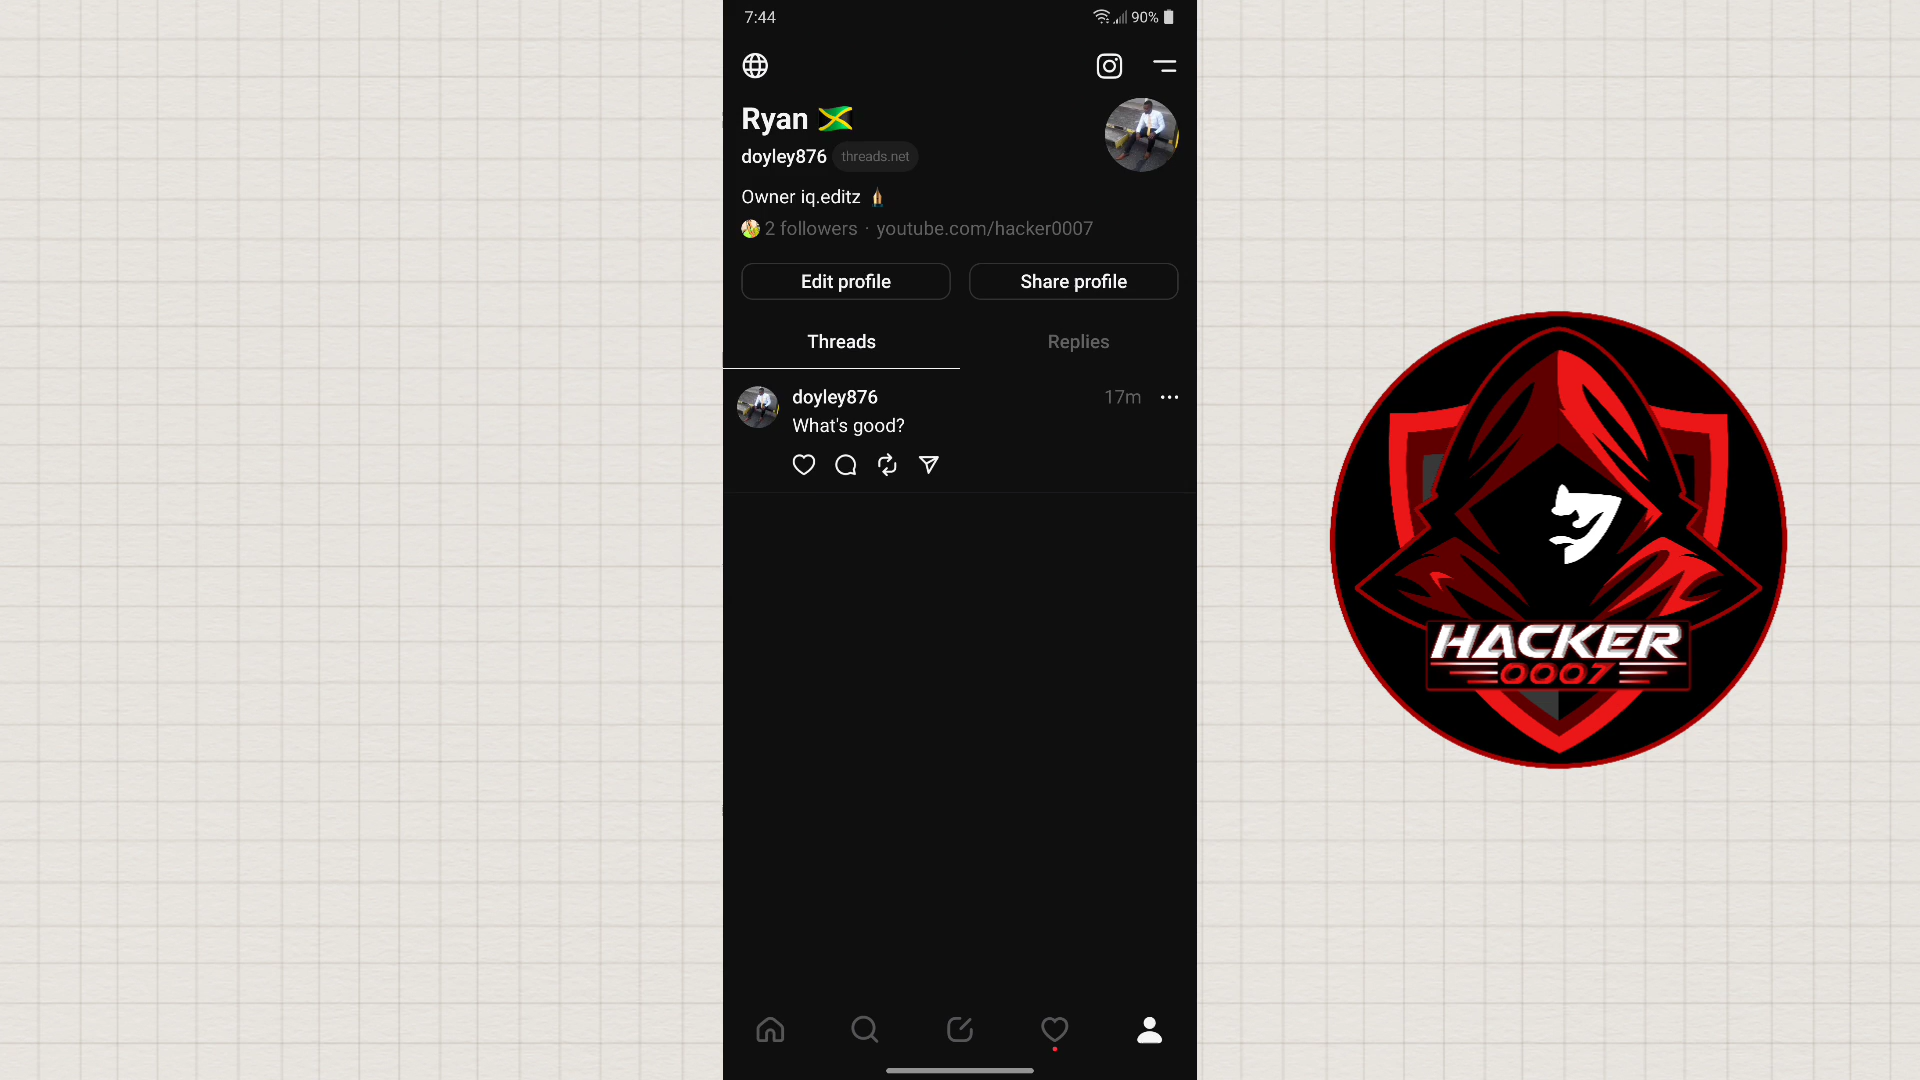 7:44
90%
Ryan 🇯🇲
doyley876 threads.net
Owner iq.editz
2 followers · youtube.com/hacker0007
Edit profile
Share profile
Threads
Replies
doyley876 17m
What's good?
HACKER
0007